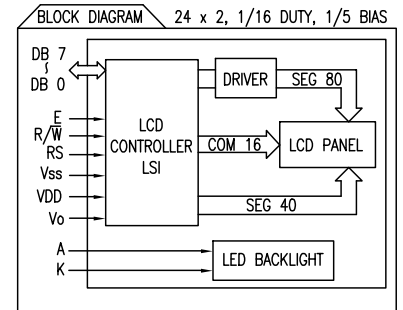 BLOCK DIAGRAM 24 x 2, 1/16 DUTY, 1/5 BIAS
DB 7
∫
DB 0
E
R/W̅
RS
Vss
VDD
Vo
A
K
LCD
CONTROLLER
LSI
DRIVER
SEG 80
COM 16
LCD PANEL
SEG 40
LED BACKLIGHT